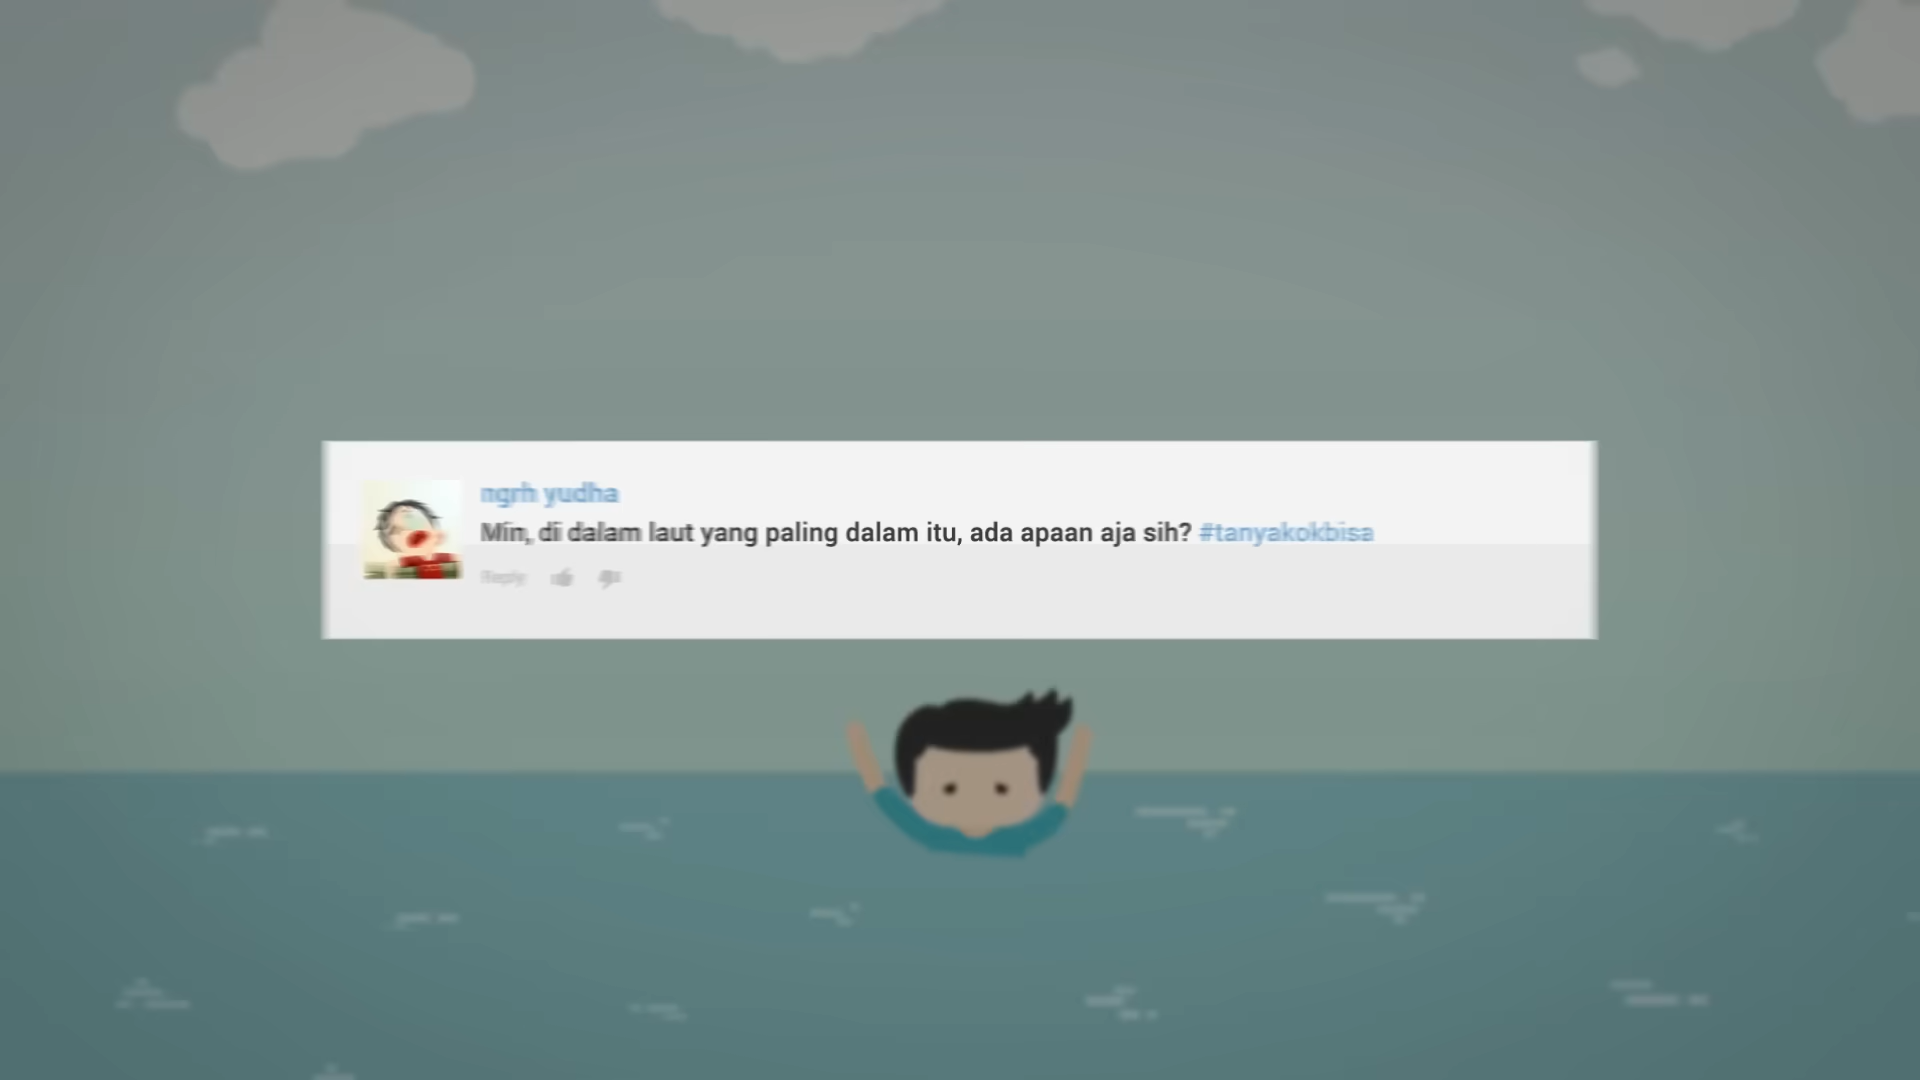 ngrh yudha
Min, di dalam laut yang paling dalam itu, ada apaan aja sih? #tanyakokbisa
Reply